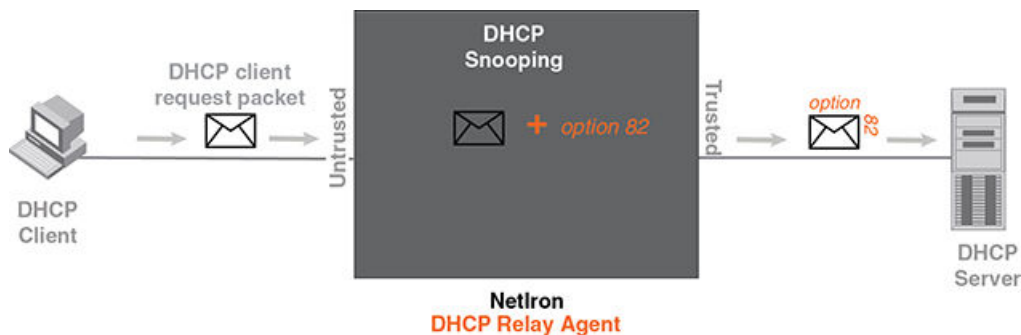 DHCP
Snooping
DHCP client
request packet
+ option 82
option
82
Untrusted
Trusted
DHCP
Client
DHCP
Server
NetIron
DHCP Relay Agent